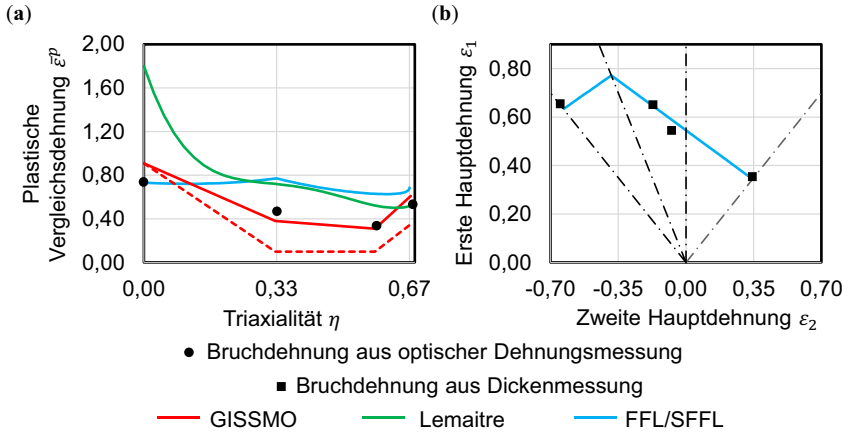 (a)
Plastische
Vergleichsdehnung ε̄ᵖ
2,00
1,60
1,20
0,80
0,40
0,00
0,00
0,33
0,67
Triaxialität η
(b)
Erste Hauptdehnung ε₁
0,80
0,60
0,40
0,20
0,00
-0,70
-0,35
0,00
0,35
0,70
Zweite Hauptdehnung ε₂
Bruchdehnung aus optischer Dehnungsmessung
Bruchdehnung aus Dickenmessung
GISSMO
Lemaitre
FFL/SFFL